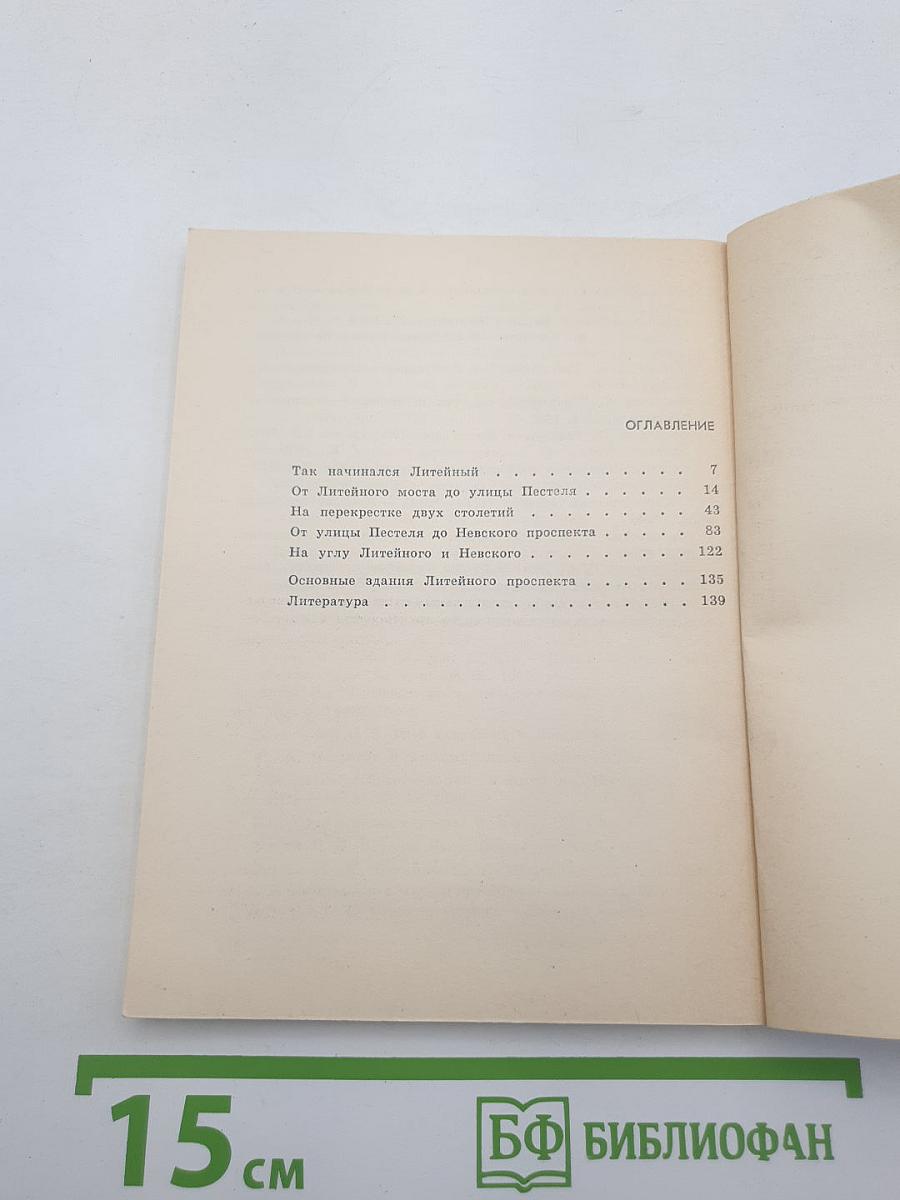 ОГЛАВЛЕНИЕ
Так начинался Литейный . . . . . . . . . . . 7
От Литейного моста до улицы Пестеля . . . . . . 14
На перекрестке двух столетий . . . . . . . . . 43
От улицы Пестеля до Невского проспекта . . . . . 83
На углу Литейного и Невского . . . . . . . . . 122
Основные здания Литейного проспекта . . . . . . 135
Литература . . . . . . . . . . . . . . . . . 139
15 см
БФ БИБЛИОФАН